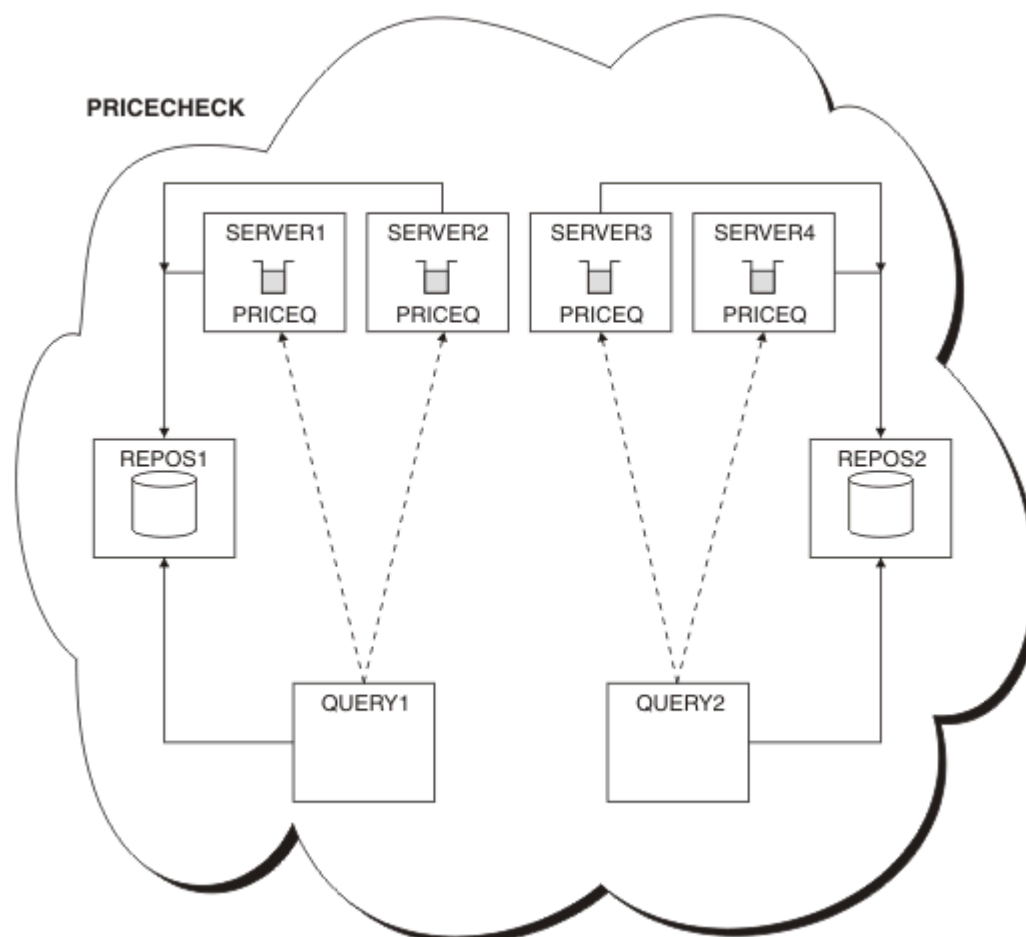 PRICECHECK
SERVER1
SERVER2
SERVER3
SERVER4
PRICEQ
PRICEQ
PRICEQ
PRICEQ
REPOS1
REPOS2
QUERY1
QUERY2